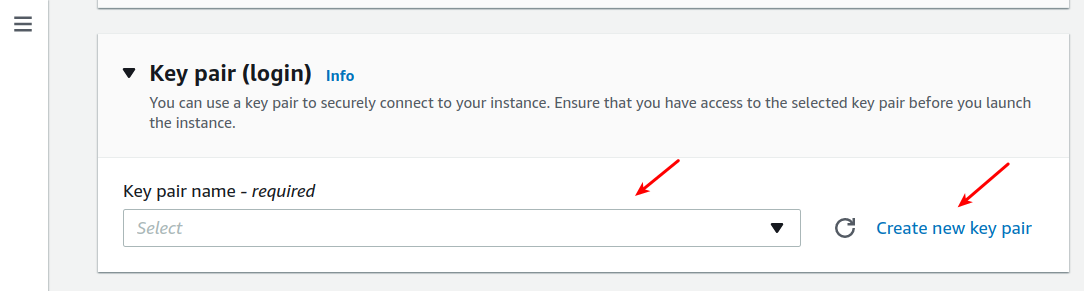 Key pair (login) Info
You can use a key pair to securely connect to your instance. Ensure that you have access to the selected key pair before you launch
the instance.
Key pair name - required
Select
Create new key pair